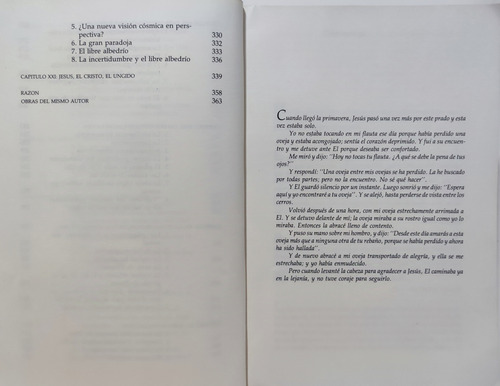 5. ¿Una nueva visión cósmica en pers-
pectiva? 330
6. La gran paradoja 332
7. El libre albedrío 333
8. La incertidumbre y el libre albedrío 336
CAPITULO XXI: JESUS, EL CRISTO, EL UNGIDO 339
RAZON 358
OBRAS DEL MISMO AUTOR 363
Cuando llegó la primavera, Jesús pasó una vez más por este prado y esta
vez estaba solo.
Yo no estaba tocando en mi flauta ese día porque había perdido una
oveja y estaba acongojado; sentía el corazón deprimido. Y fui a su encuen-
tro y me detuve ante El porque deseaba ser confortado.
Me miró y dijo: "Hoy no tocas tu flauta. ¿A qué se debe la pena de tus
ojos?"
Y respondí: "Una oveja entre mis ovejas se ha perdido. La he buscado
por todas partes; pero no la encuentro. No sé qué hacer".
Y El guardó silencio por un instante. Luego sonrió y me dijo: "Espera
aquí y yo encontraré a tu oveja". Y se alejó, hasta perderse de vista entre los
cerros.
Volvió después de una hora, con mi oveja estrechamente arrimada a
El. Y se detuvo delante de mí; la oveja miraba a su rostro igual como yo lo
miraba. Entonces la abracé lleno de contento.
Y puso su mano sobre mi hombro, y dijo: "Desde este día amarás a esta
oveja más que a ninguna otra de tu rebaño, porque se había perdido y ahora
ha sido hallada".
Y de nuevo abracé a mi oveja transportado de alegría, y ella se me
estrechaba; y yo había enmudecido.
Pero cuando levanté la cabeza para agradecer a Jesús, El caminaba ya
en la lejanía, y no tuve coraje para seguirlo.